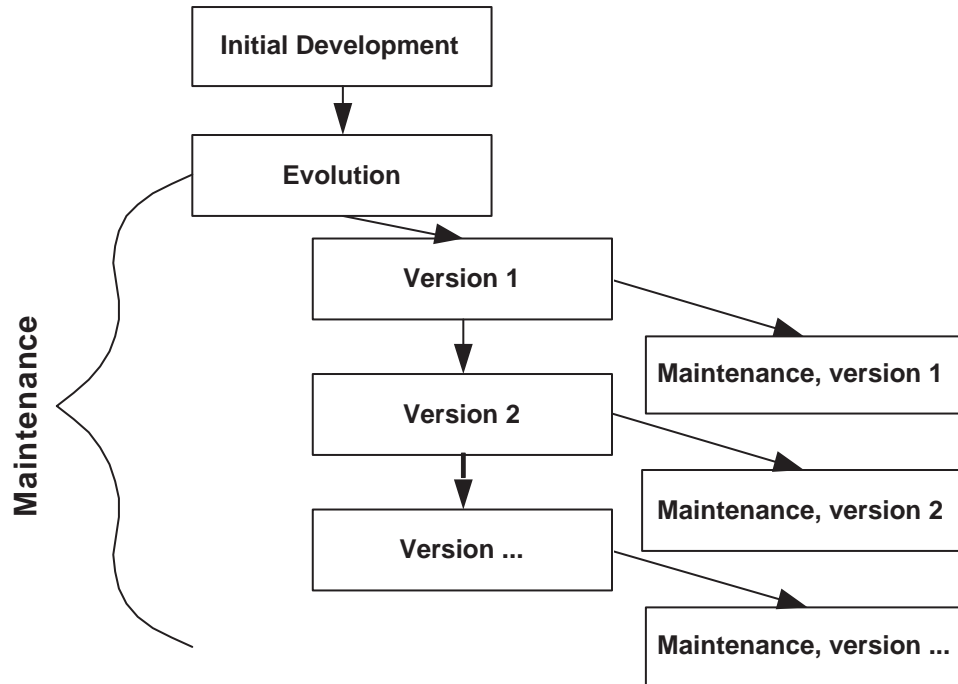 Initial Development
Evolution
Version 1
Maintenance, version 1
Version 2
Maintenance, version 2
Version ...
Maintenance, version ...
Maintenance